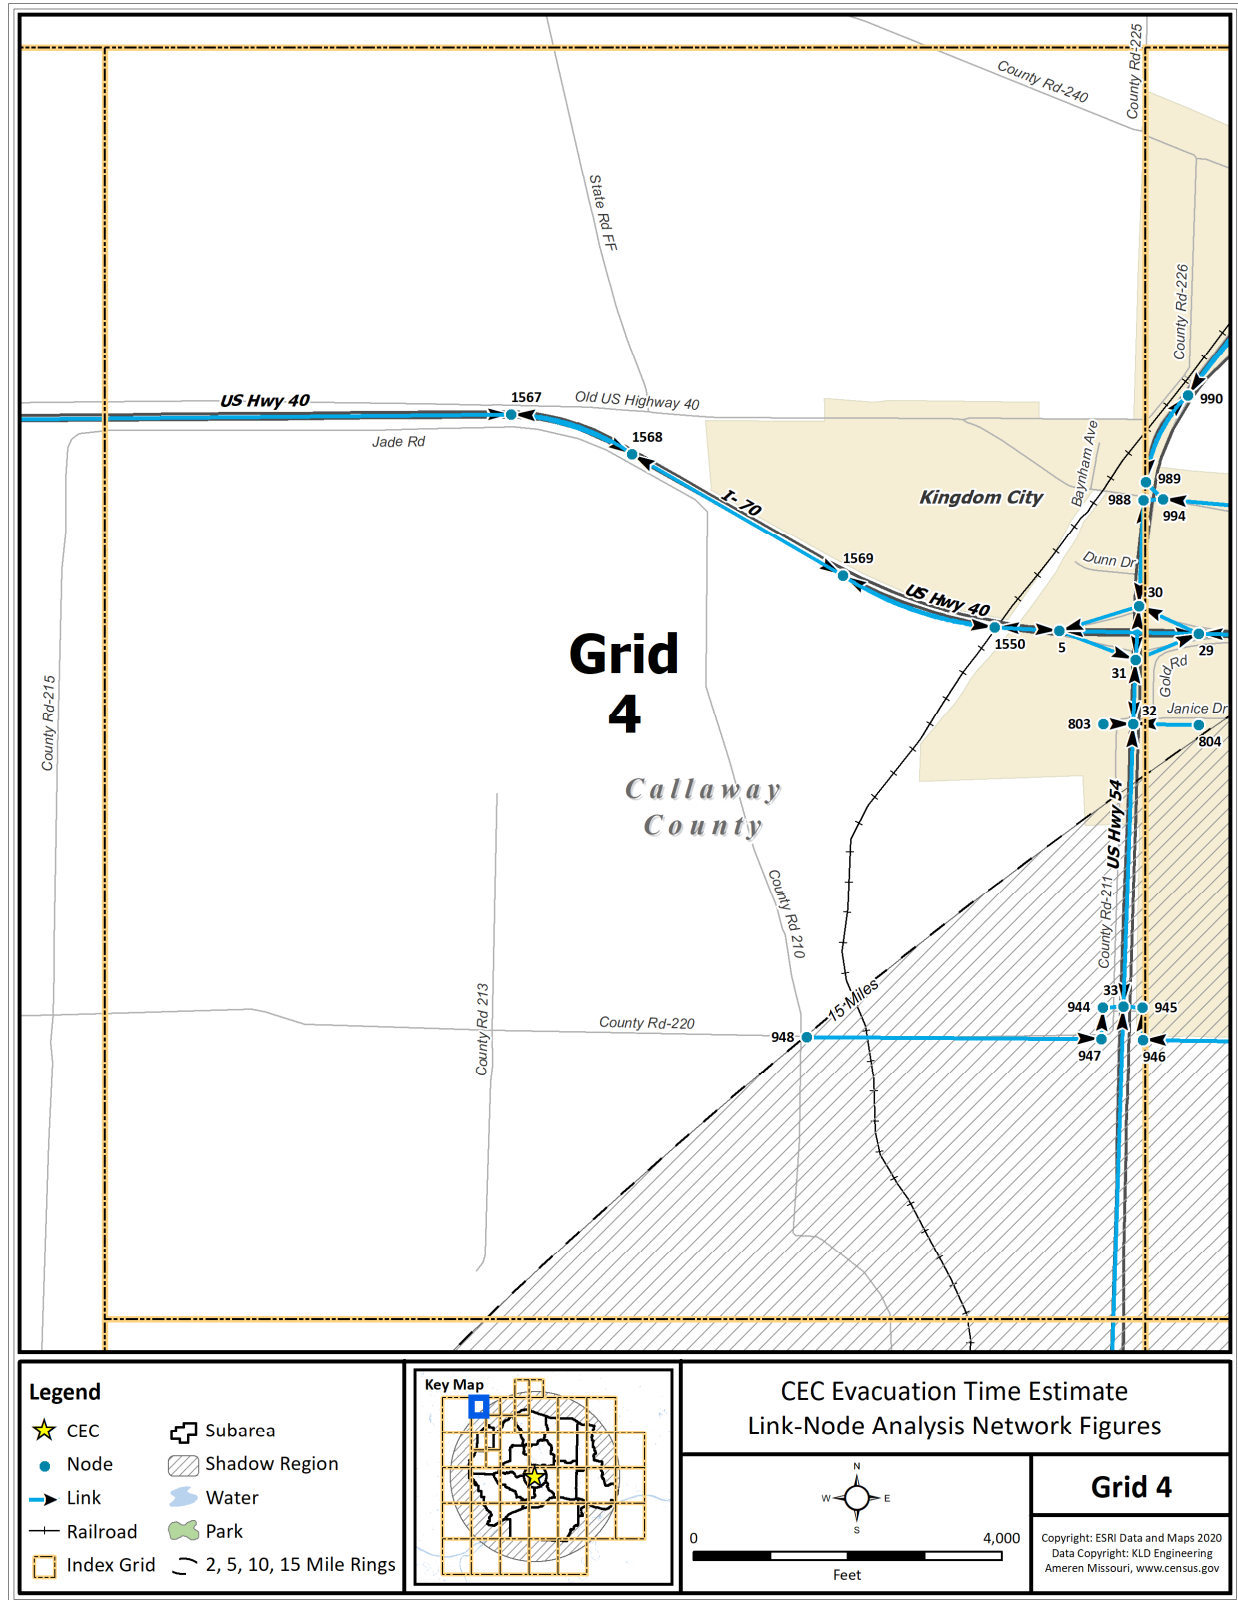 County Rd-225
County Rd-240
State Rd FF
County Rd-226
US Hwy 40
1567
Old US Highway 40
990
Jade Rd
1568
Baynham Ave
989
Kingdom City
988
994
I- 70
1569
Dunn Dr
US Hwy 40
30
1550
5
29
Grid
4
31
Gold Rd
County Rd-215
32
Janice Dr
803
804
Callaway
County
US Hwy 54
County Rd 210
County Rd-211
15 Miles
33
944
945
County Rd 213
County Rd-220
948
947
946
Legend
CEC
Node
Link
Railroad
Index Grid
Subarea
Shadow Region
Water
Park
2, 5, 10, 15 Mile Rings
Key Map
CEC Evacuation Time Estimate
Link-Node Analysis Network Figures
N
W E
S
0 4,000
Feet
Grid 4
Copyright: ESRI Data and Maps 2020
Data Copyright: KLD Engineering
Ameren Missouri, www.census.gov